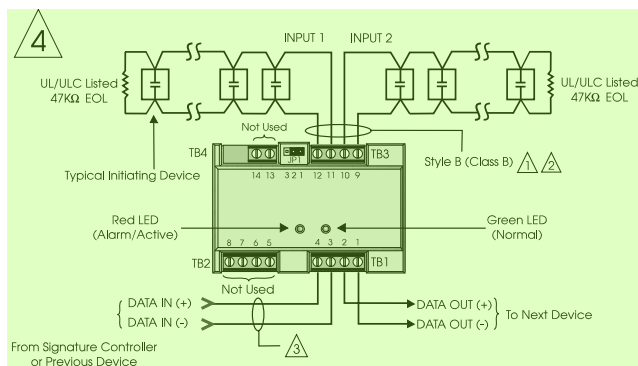 4
INPUT 1
INPUT 2
UL/ULC Listed
47KΩ EOL
UL/ULC Listed
47KΩ EOL
Typical Initiating Device
Not Used
TB4
JP1
TB3
14 13 3 2 1 12 11 10 9
Style B (Class B)
1
2
Red LED
(Alarm/Active)
Green LED
(Normal)
8 7 6 5 4 3 2 1
TB2
TB1
Not Used
DATA IN (+)
DATA IN (-)
DATA OUT (+)
DATA OUT (-)
To Next Device
3
From Signature Controller
or Previous Device